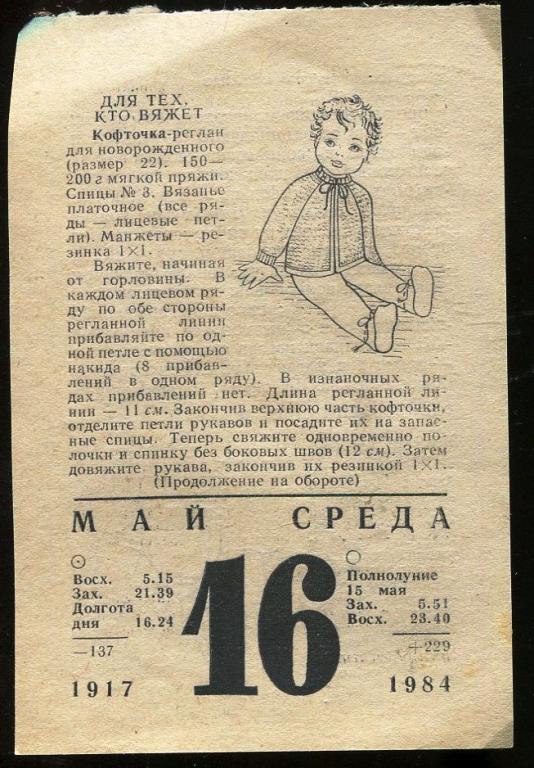 ДЛЯ ТЕХ,
КТО ВЯЖЕТ
Кофточка-реглан
для новорожденного
(размер 22). 150—
200 г мягкой пряжи.
Спицы № 3. Вязанье
платочное (все ря-
ды — лицевые пет-
ли). Манжеты — ре-
зинка 1×1.
Вяжите, начиная
от горловины. В
каждом лицевом ря-
ду по обе стороны
регланной линии
прибавляйте по од-
ной петле с помощью
накида (8 прибав-
лений в одном ряду). В изнаночных ря-
дах прибавлений нет. Длина регланной ли-
нии — 11 см. Закончив верхнюю часть кофточки,
отделите петли рукавов и посадите их на запас-
ные спицы. Теперь свяжите одновременно по-
лочки и спинку без боковых швов (12 см). Затем
довяжите рукава, закончив их резинкой 1×1.
(Продолжение на обороте)
МАЙ СРЕДА
16
Восх. 5.15
Зах. 21.39
Долгота
дня 16.24
—137
1917
Полнолуние
15 мая
Зах. 5.51
Восх. 23.40
+229
1984